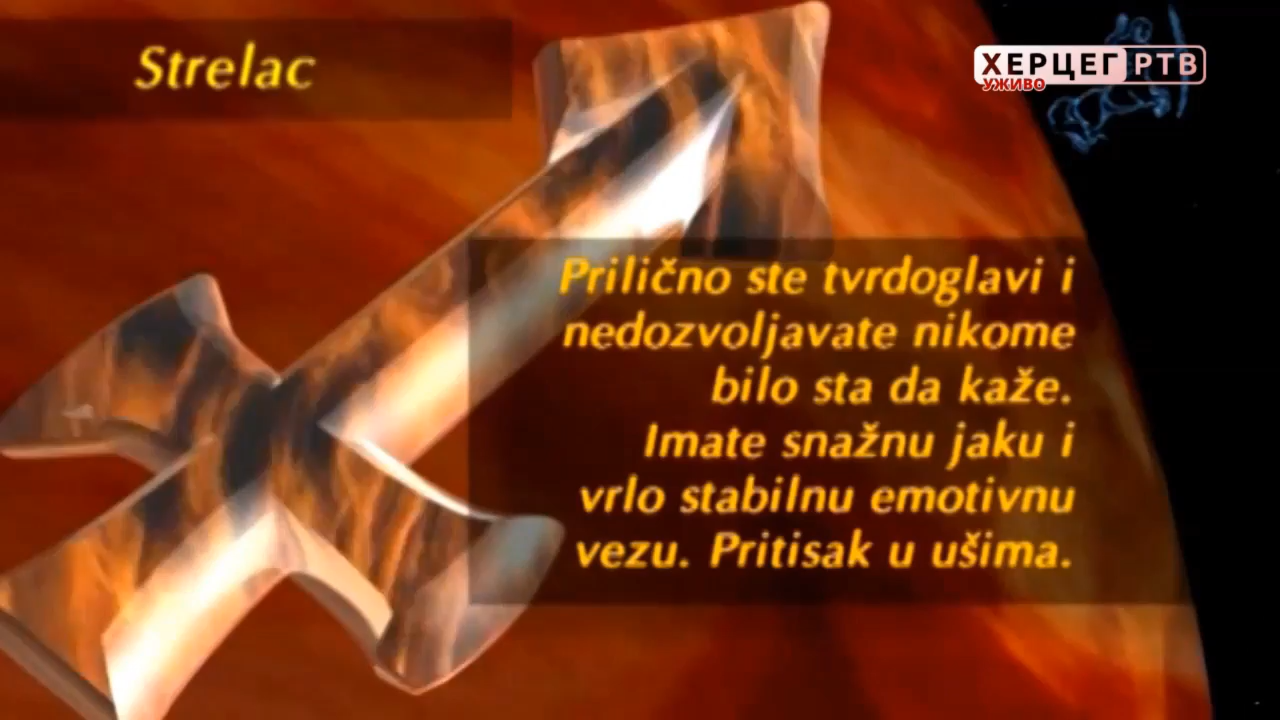 Strelac
ХЕРЦЕГ РТВ
УЖИВО
Prilično ste tvrdoglavi i
nedozvoljavate nikome
bilo sta da kaže.
Imate snažnu jaku i
vrlo stabilnu emotivnu
vezu. Pritisak u ušima.